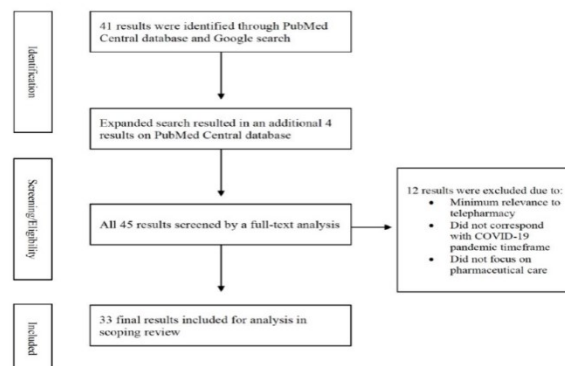 Identification
41 results were identified through PubMed
Central database and Google search
Expanded search resulted in an additional 4
results on PubMed Central database
Screening/Eligibility
All 45 results screened by a full-text analysis
12 results were excluded due to:
• Minimum relevance to
telepharmacy
• Did not correspond
with COVID-19
pandemic timeframe
• Did not focus on
pharmaceutical care
Included
33 final results included for analysis in
scoping review